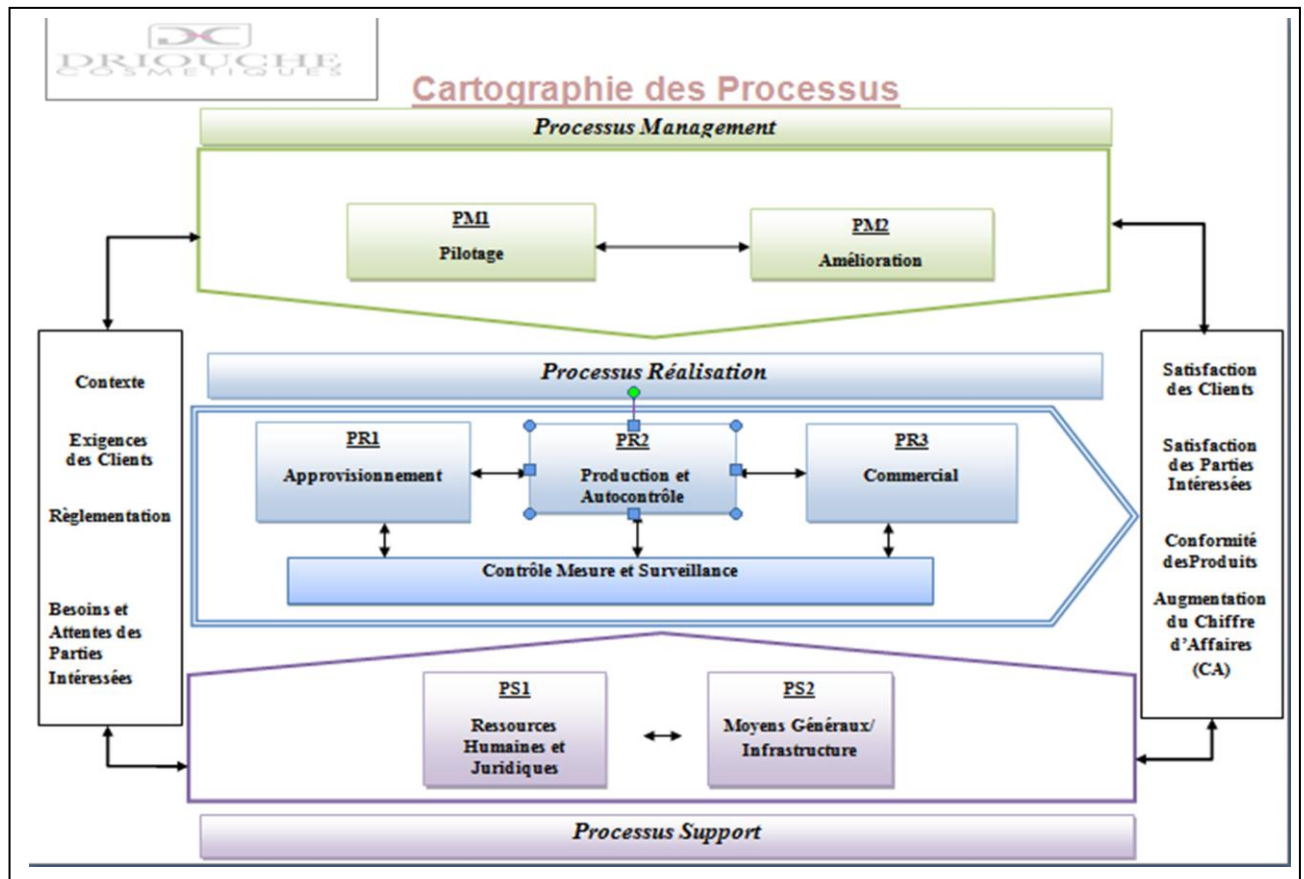 DRIOUCHE
COSMETIQUES
Cartographie des Processus
Processus Management
PM1
Pilotage
PM2
Amélioration
Contexte
Exigences
des Clients
Règlementation
Besoins et
Attentes des
Parties
Intéressées
Processus Réalisation
PR1
Approvisionnement
PR2
Production et
Autocontrôle
PR3
Commercial
Contrôle Mesure et Surveillance
Satisfaction
des Clients
Satisfaction
des Parties
Intéressées
Conformité
desProduits
Augmentation
du Chiffre
d’Affaires
(CA)
PS1
Ressources
Humaines et
Juridiques
PS2
Moyens Généraux/
Infrastructure
Processus Support